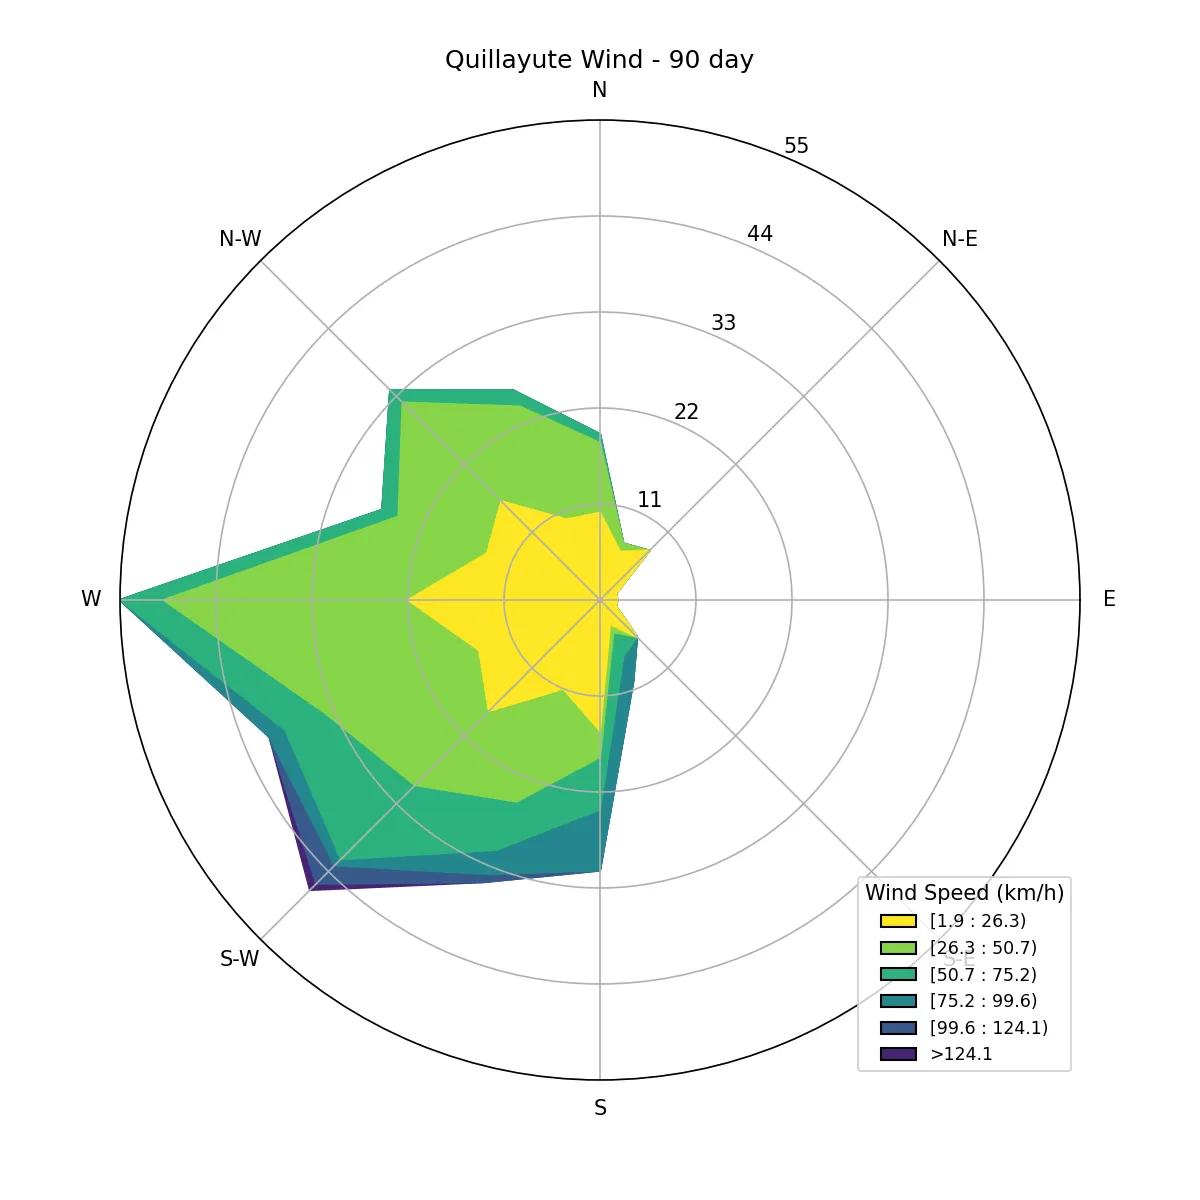 Quillayute Wind - 90 day
N
55
N-W
44
N-E
33
22
11
W
E
S-W
S-E
S
Wind Speed (km/h)
[1.9 : 26.3)
[26.3 : 50.7)
[50.7 : 75.2)
[75.2 : 99.6)
[99.6 : 124.1)
>124.1